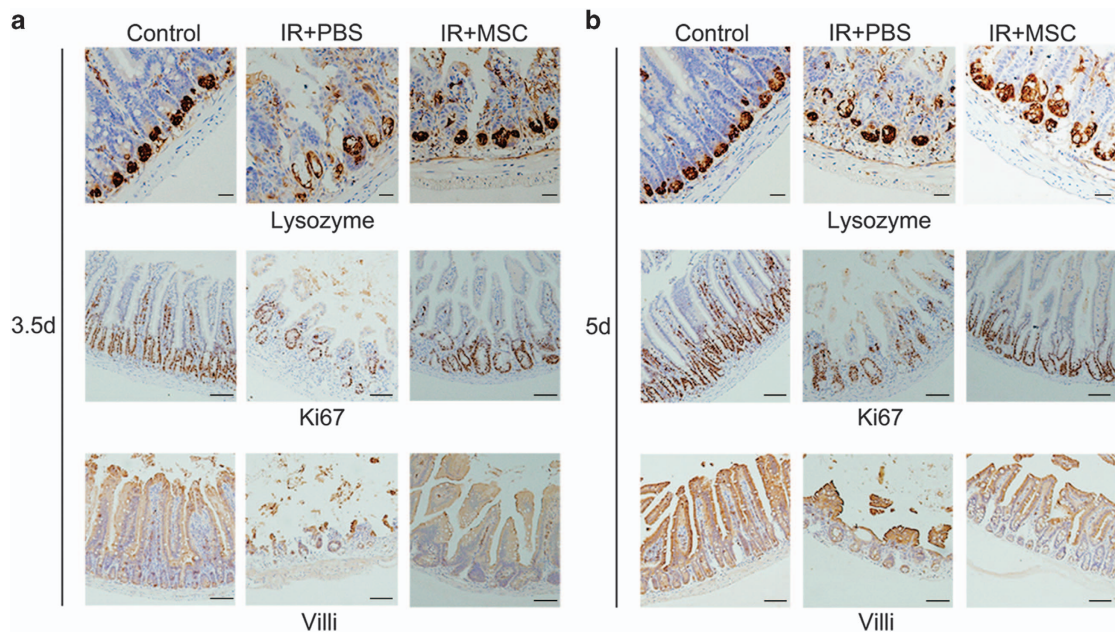 a
Control IR+PBS IR+MSC
Lysozyme
3.5d
Ki67
Villi
b
Control IR+PBS IR+MSC
Lysozyme
5d
Ki67
Villi